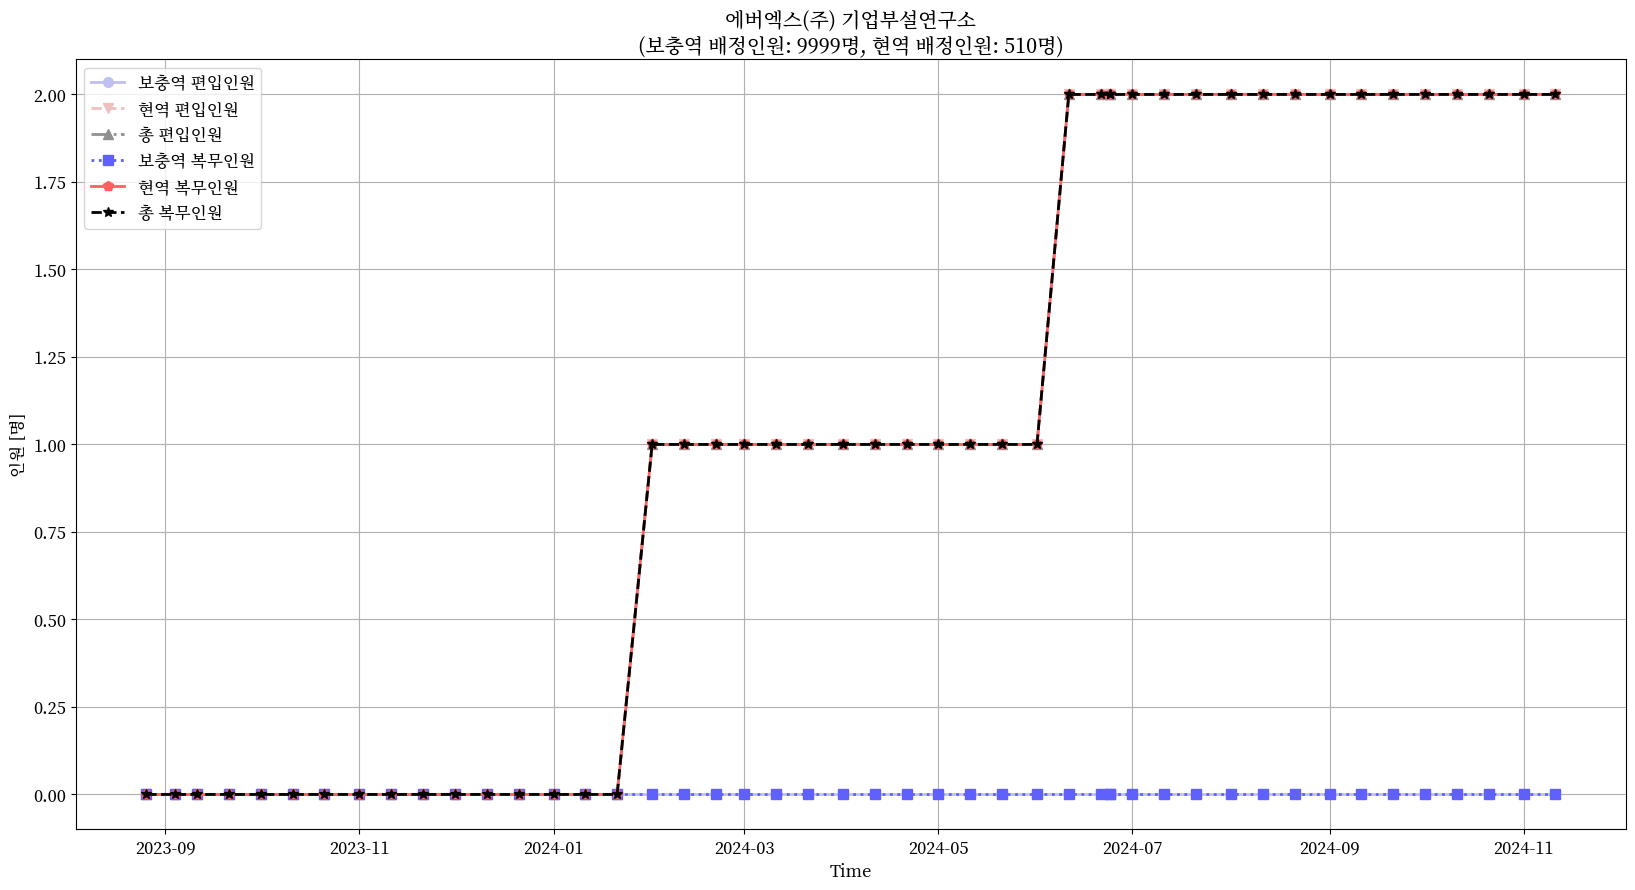 에버엑스(주) 기업부설연구소
(보충역 배정인원: 9999명, 현역 배정인원: 510명)
보충역 편입인원
현역 편입인원
총 편입인원
보충역 복무인원
현역 복무인원
총 복무인원
2.00
1.75
1.50
1.25
1.00
0.75
0.50
0.25
0.00
인원 [명]
2023-09
2023-11
2024-01
2024-03
2024-05
2024-07
2024-09
2024-11
Time